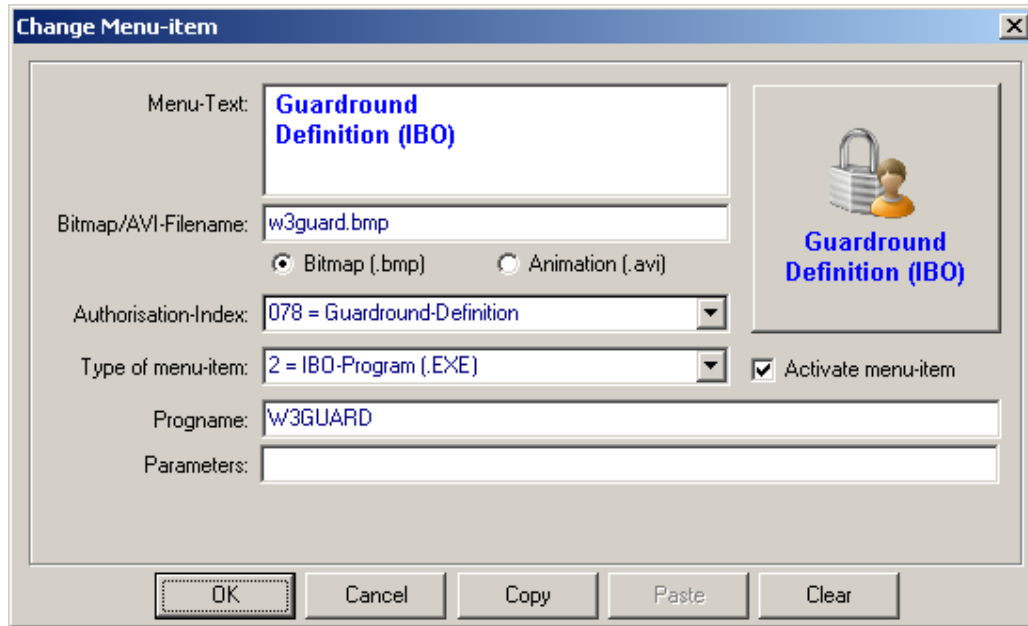 Change Menu-item
Menu-Text:
Guardround
Definition (IBO)
Bitmap/AVI-Filename:
w3guard.bmp
Bitmap (.bmp)
Animation (.avi)
Guardround
Definition (IBO)
Authorisation-Index:
078 = Guardround-Definition
Type of menu-item:
2 = IBO-Program (.EXE)
Activate menu-item
Progname:
W3GUARD
Parameters:
OK
Cancel
Copy
Paste
Clear